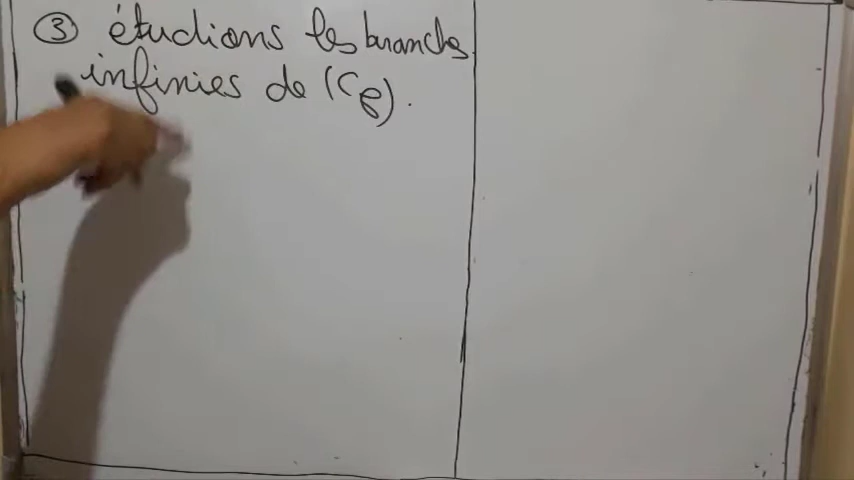 ③ étudions les branches
infinies de (Cf).